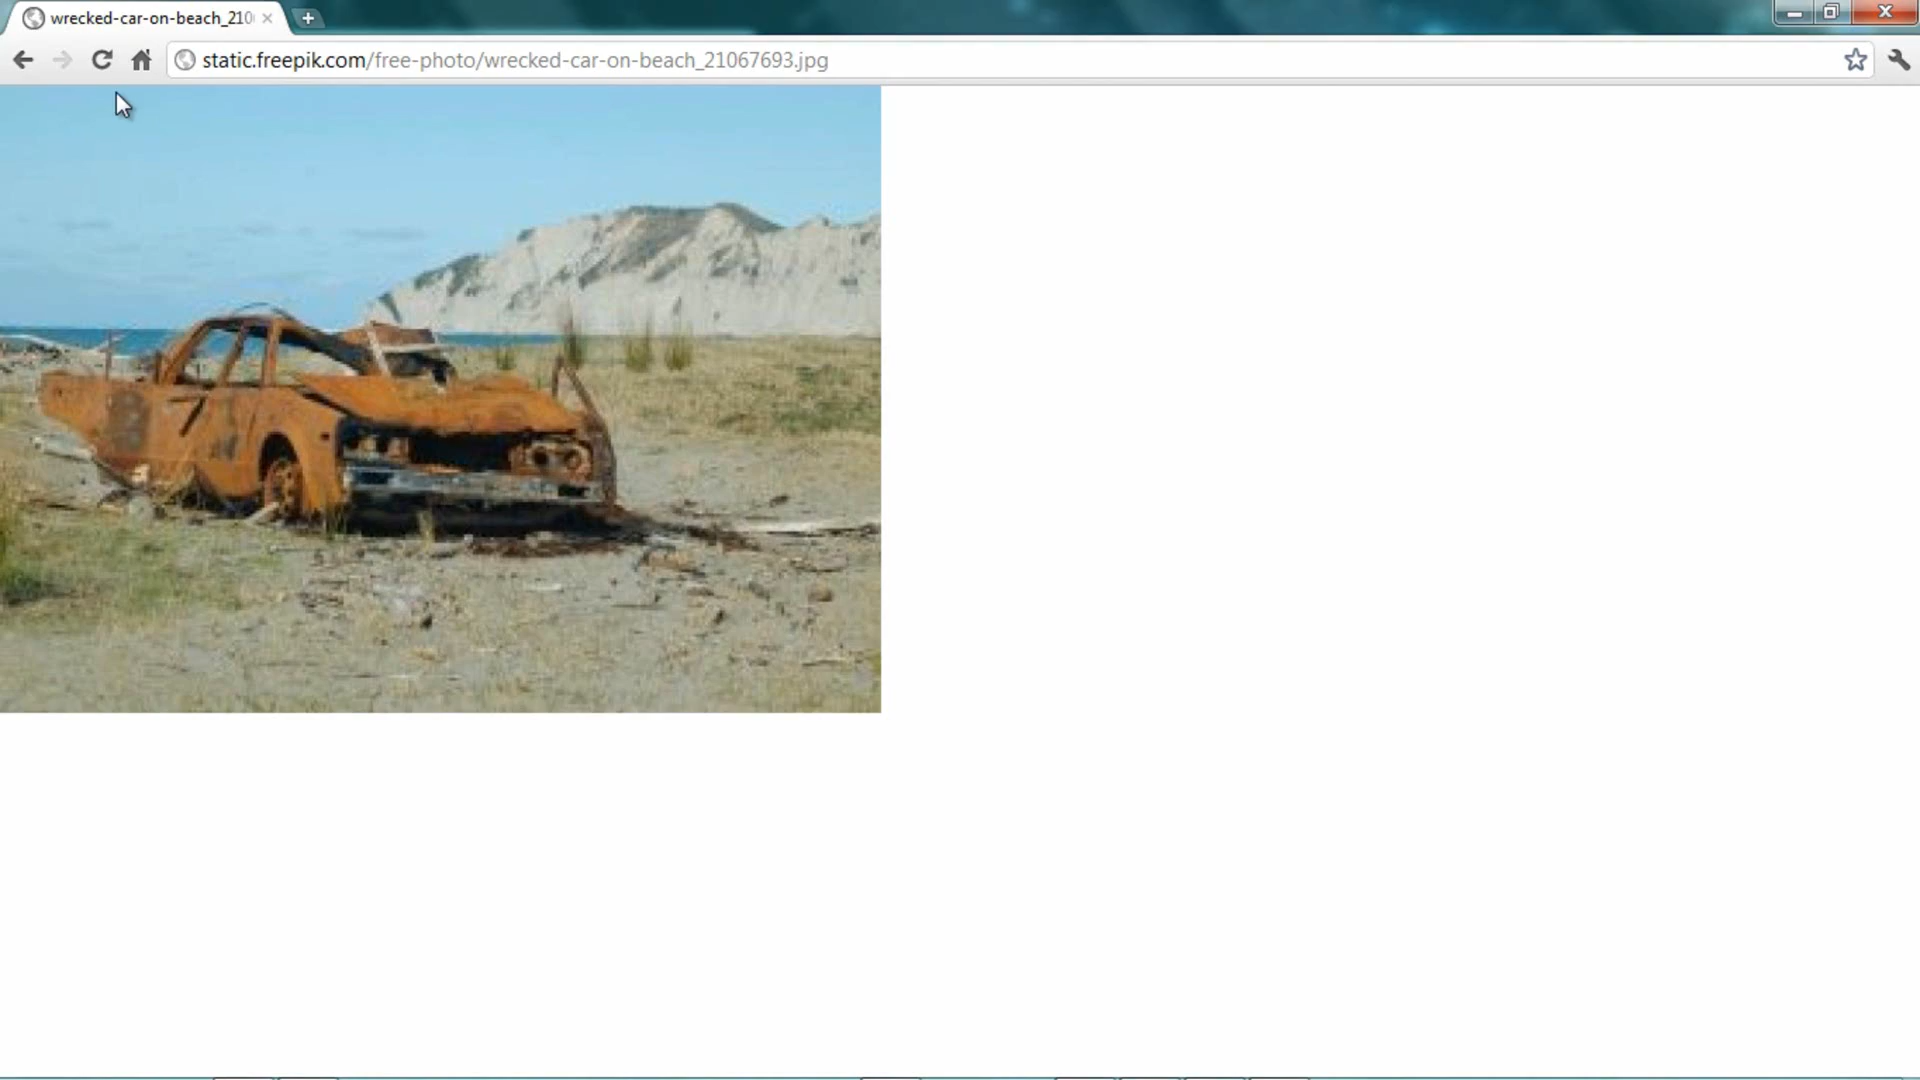 wrecked-car-on-beach_210
static.freepik.com/free-photo/wrecked-car-on-beach_21067693.jpg